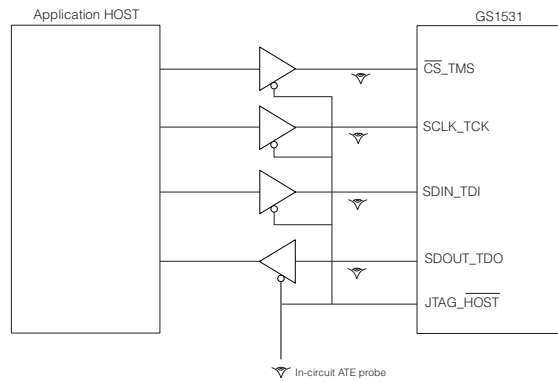 Application HOST
GS1531
CS_TMS
SCLK_TCK
SDIN_TDI
SDOUT_TDO
JTAG_HOST
In-circuit ATE probe